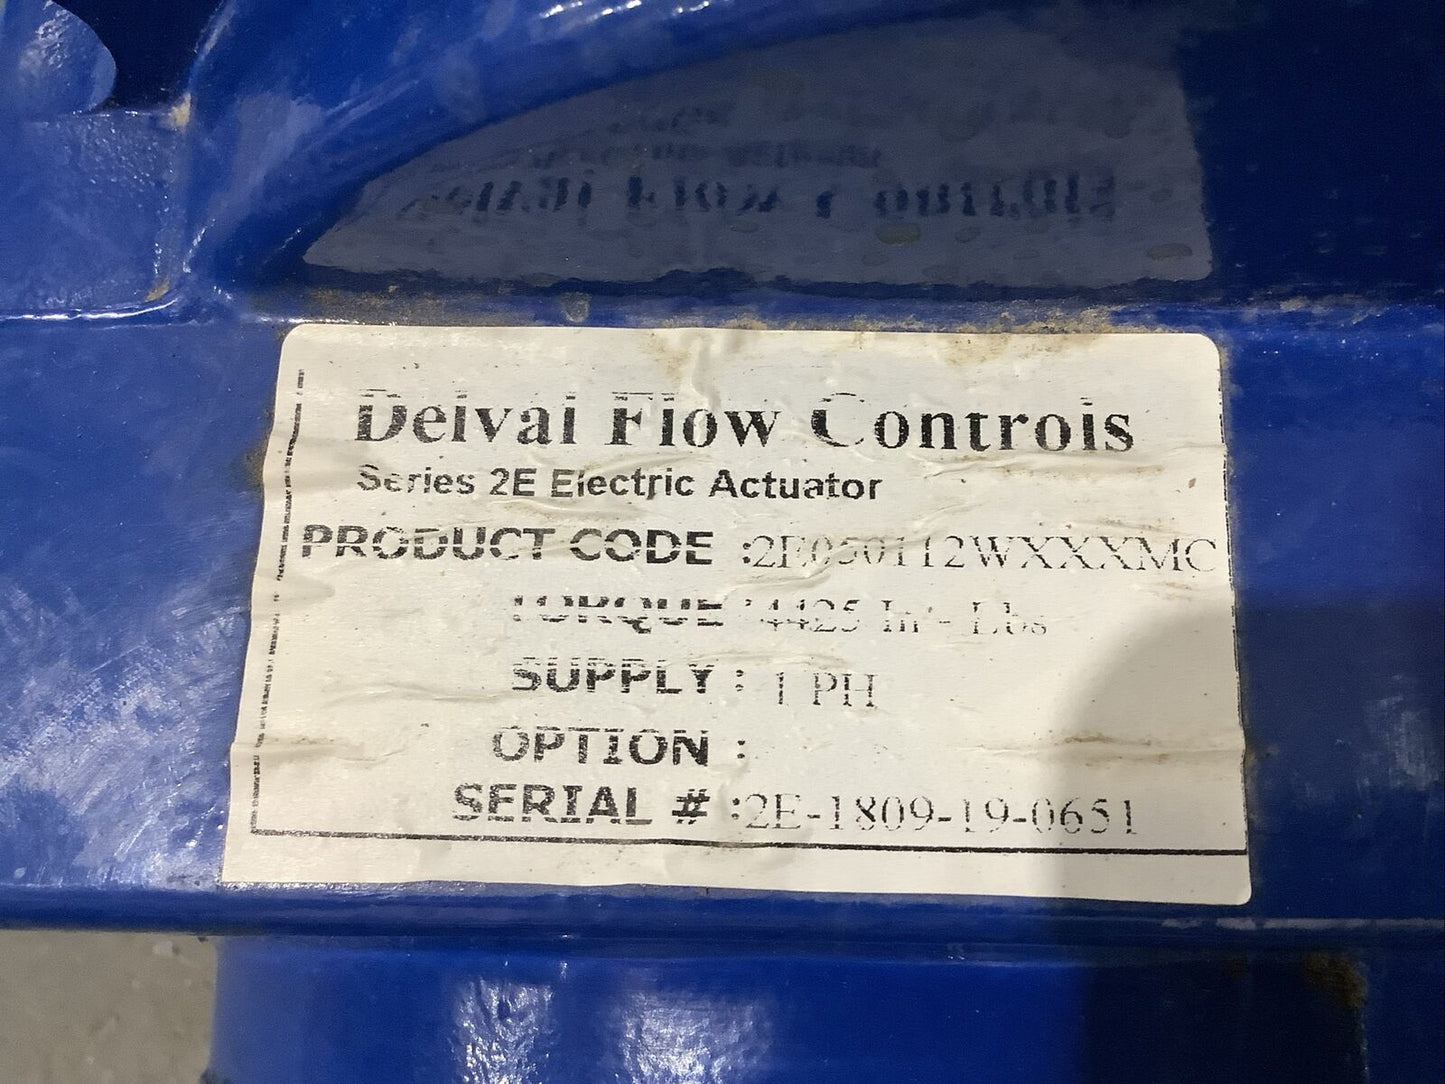 Delval Flow Controls
Series 2E Electric Actuator
PRODUCT CODE :2E050112WXXXMC
TORQUE :4425 In - Lbs
SUPPLY : 1 PH
OPTION :
SERIAL # :2E-1809-19-0651